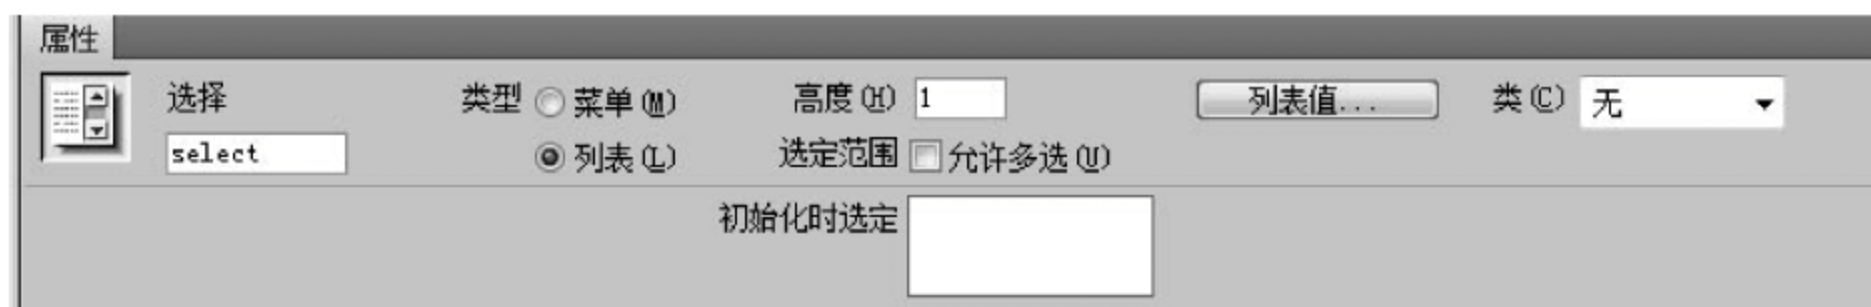 属性
选择 类型 菜单(M) 高度(H) 1 列表值... 类(C) 无
select 列表(L) 选定范围 允许多选(U)
初始化时选定